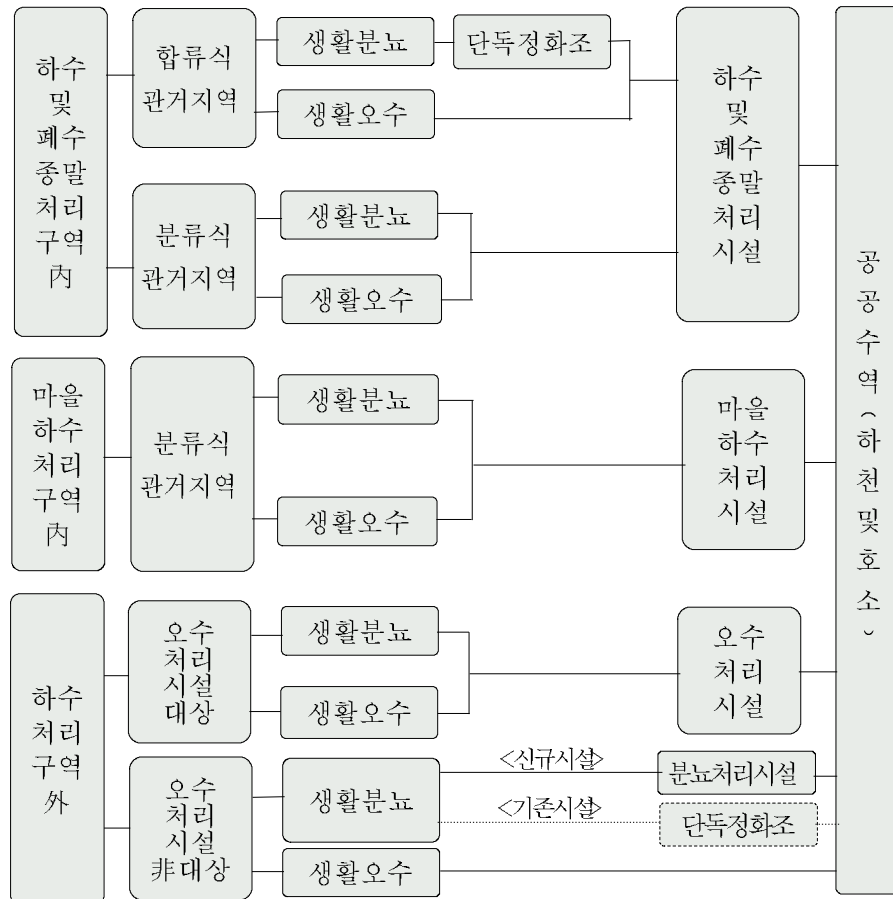 하수
및
폐수
종말
처리
구역
內
합류식
관거지역
생활분뇨
단독정화조
생활오수
분류식
관거지역
생활분뇨
생활오수
하수
및
폐수
종말
처리
시설
마을
하수
처리
구역
內
분류식
관거지역
생활분뇨
생활오수
마을
하수
처리
시설
하수
처리
구역
外
오수
처리
시설
대상
생활분뇨
생활오수
오수
처리
시설
오수
처리
시설
非대상
생활분뇨
<신규시설>
분뇨처리시설
<기존시설>
단독정화조
생활오수
공공수역(하천및호소)